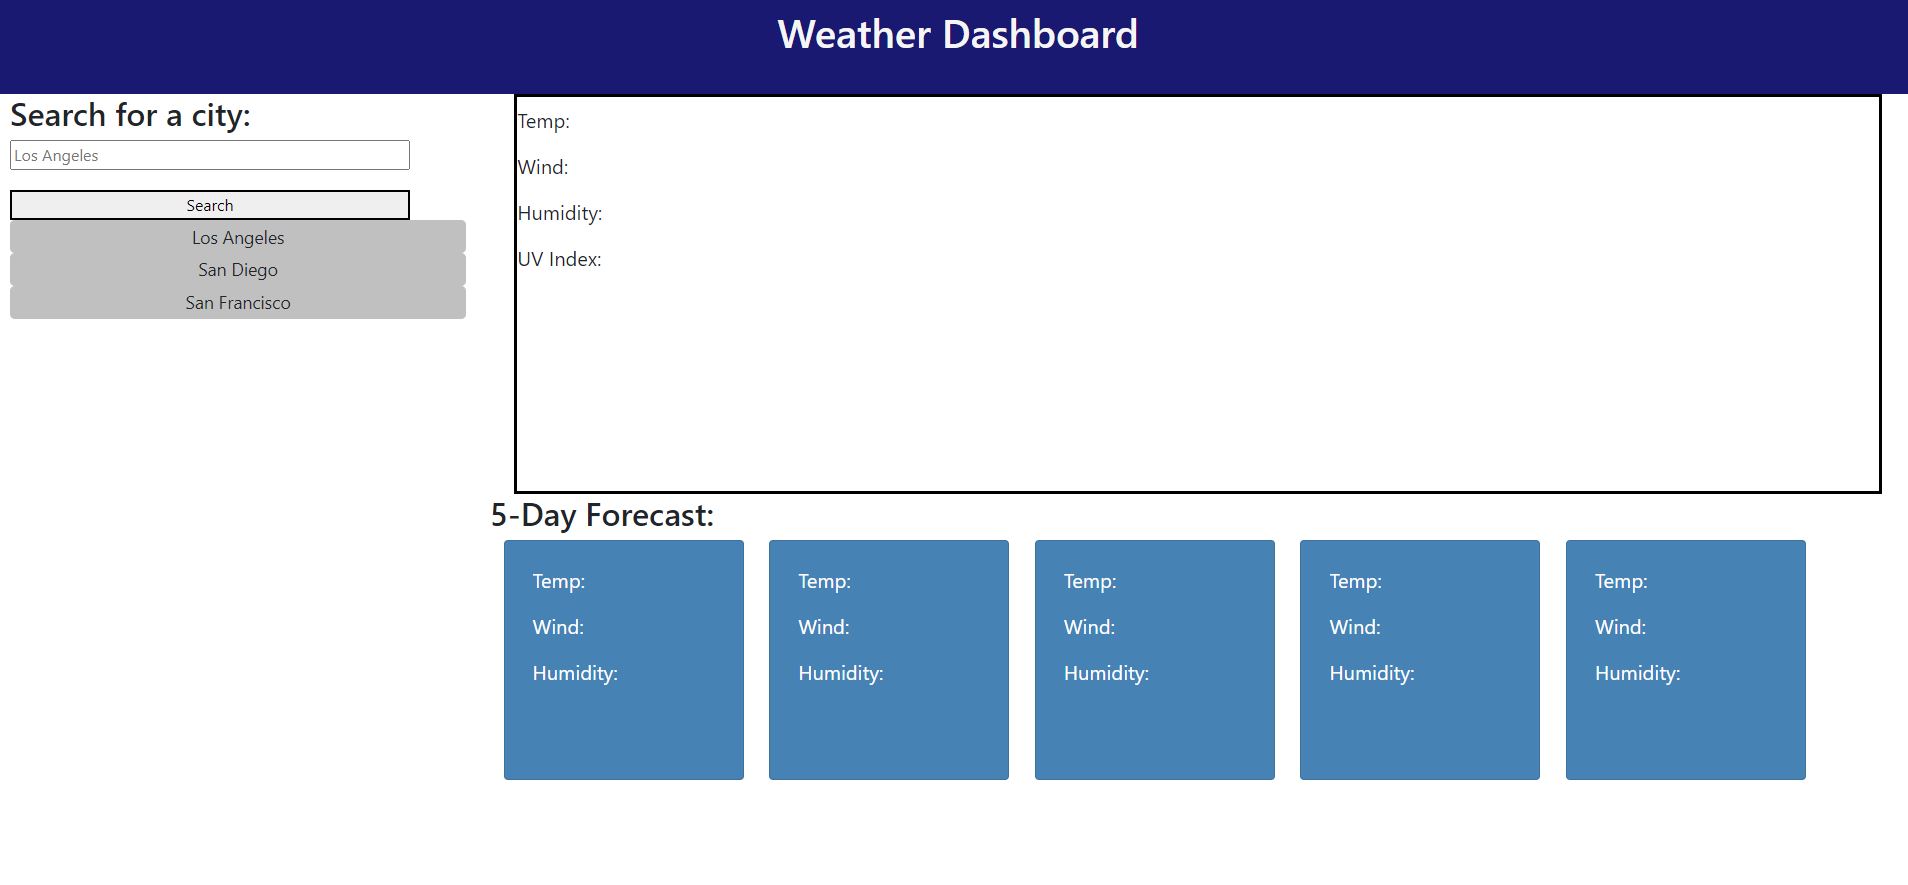 Weather Dashboard
Search for a city:
Los Angeles
Search
Los Angeles
San Diego
San Francisco
Temp:
Wind:
Humidity:
UV Index:
5-Day Forecast:
Temp:
Wind:
Humidity:
Temp:
Wind:
Humidity:
Temp:
Wind:
Humidity:
Temp:
Wind:
Humidity:
Temp:
Wind:
Humidity: